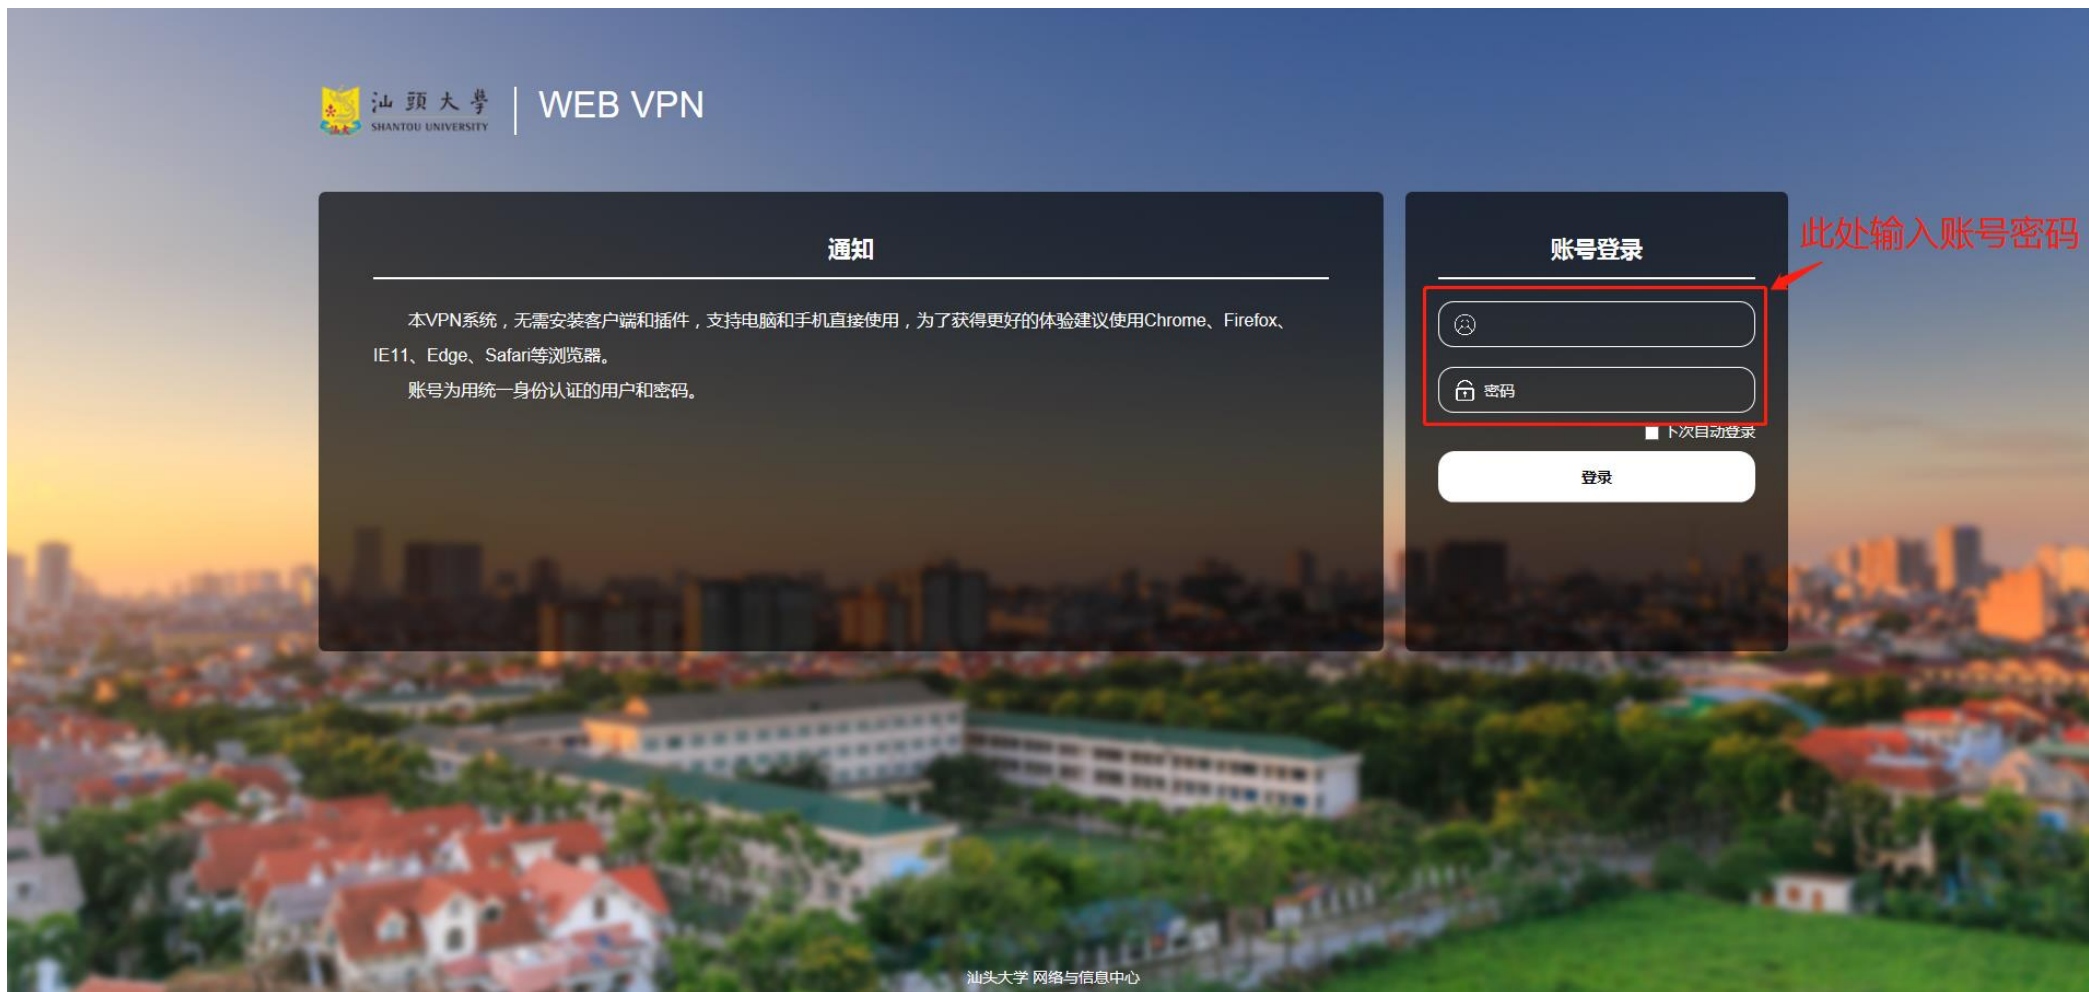 汕頭大學
SHANTOU UNIVERSITY
WEB VPN
通知
本VPN系统，无需安装客户端和插件，支持电脑和手机直接使用，为了获得更好的体验建议使用Chrome、Firefox、
IE11、Edge、Safari等浏览器。
账号为用统一身份认证的用户和密码。
账号登录
此处输入账号密码
密码
下次自动登录
登录
汕头大学 网络与信息中心